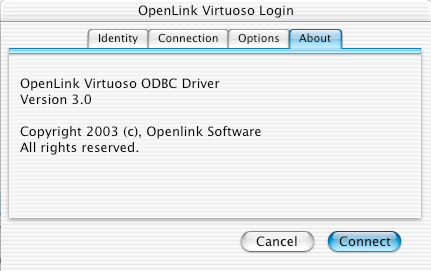 OpenLink Virtuoso Login
Identity Connection Options About
OpenLink Virtuoso ODBC Driver
Version 3.0
Copyright 2003 (c), Openlink Software
All rights reserved.
Cancel Connect